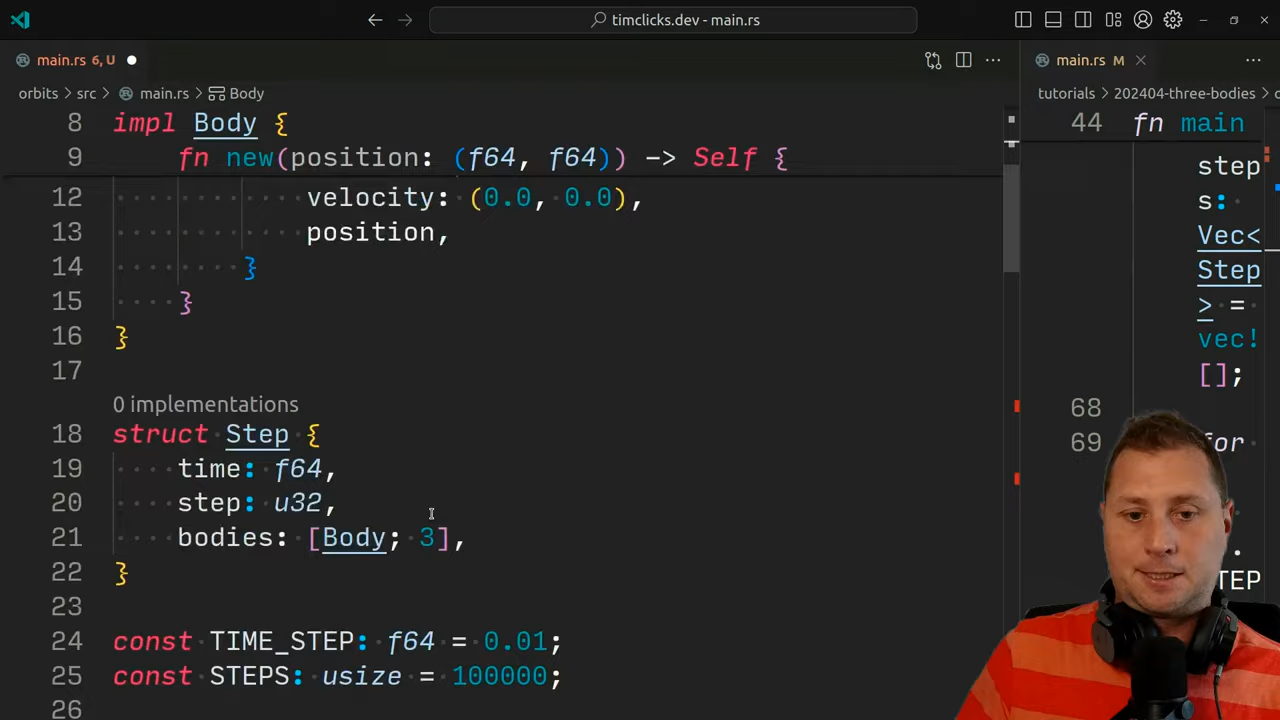 timclicks.dev - main.rs
main.rs 6, U
main.rs M
orbits > src > main.rs > Body
tutorials > 202404-three-bodies >
8 impl Body {
9 fn new(position: (f64, f64)) -> Self {
12 velocity: (0.0, 0.0),
13 position,
14 }
15 }
16 }
17
0 implementations
18 struct Step {
19 time: f64,
20 step: u32,
21 bodies: [Body; 3],
22 }
23
24 const TIME_STEP: f64 = 0.01;
25 const STEPS: usize = 100000;
26
44 fn main
step
s:
Vec<
Step
> =
vec!
[];
68
69 for
TEP